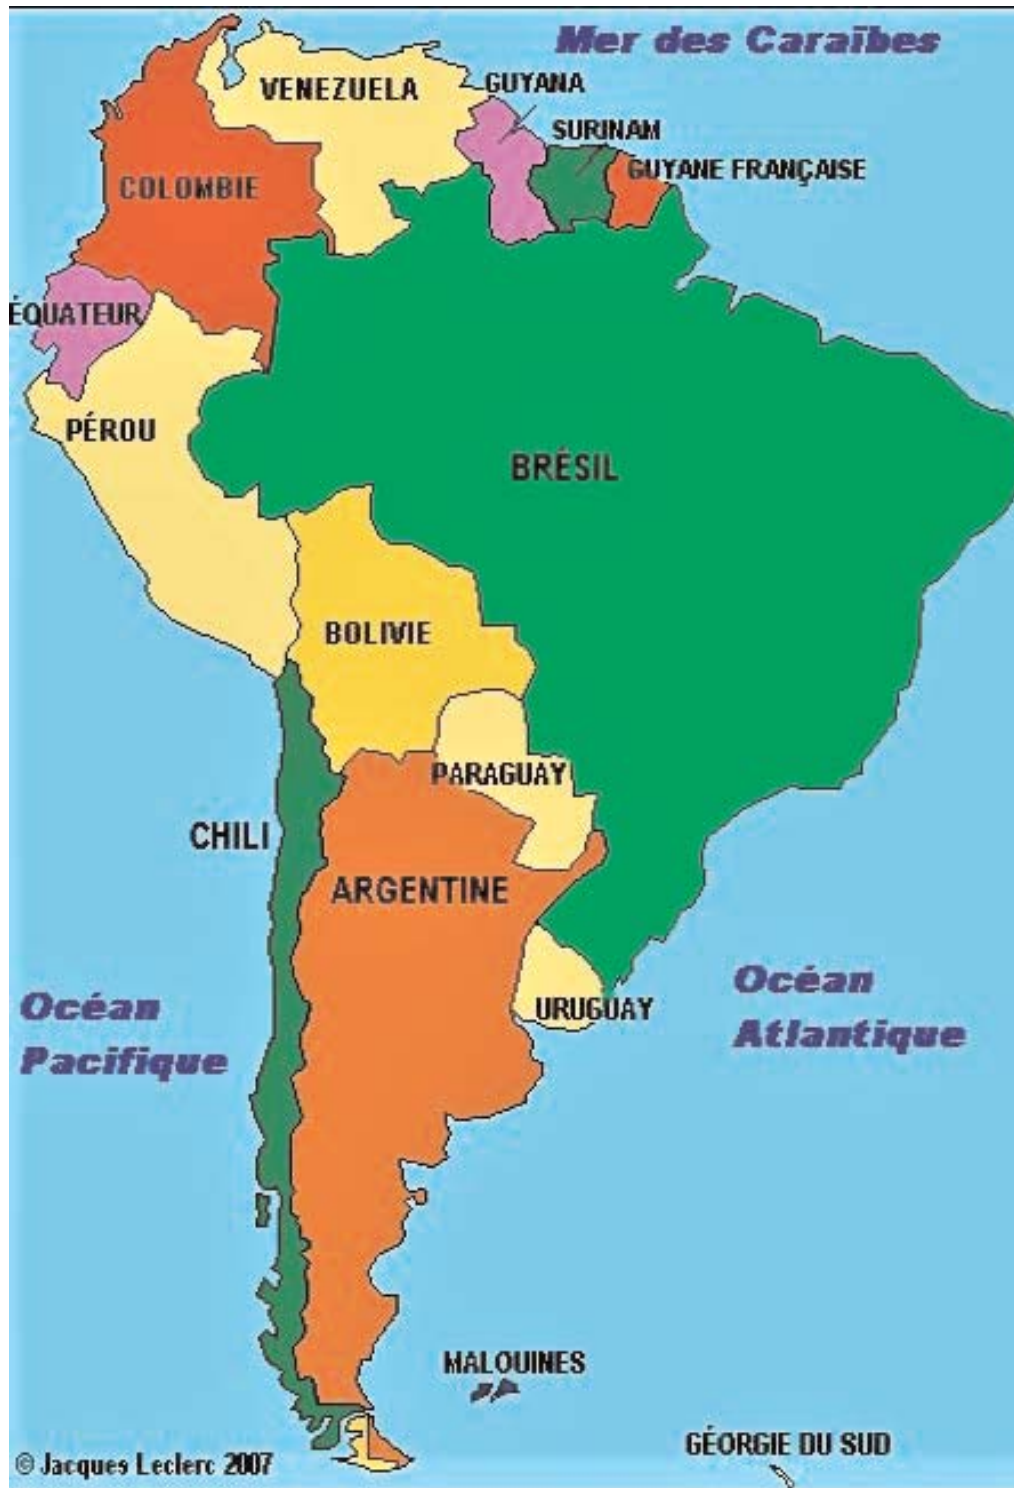 Mer des Caraïbes
VENEZUELA
GUYANA
SURINAM
GUYANE FRANÇAISE
COLOMBIE
ÉQUATEUR
PÉROU
BRÉSIL
BOLIVIE
PARAGUAY
CHILI
ARGENTINE
URUGUAY
Océan
Pacifique
Océan
Atlantique
MALOUINES
GÉORGIE DU SUD
© Jacques Leclerc 2007